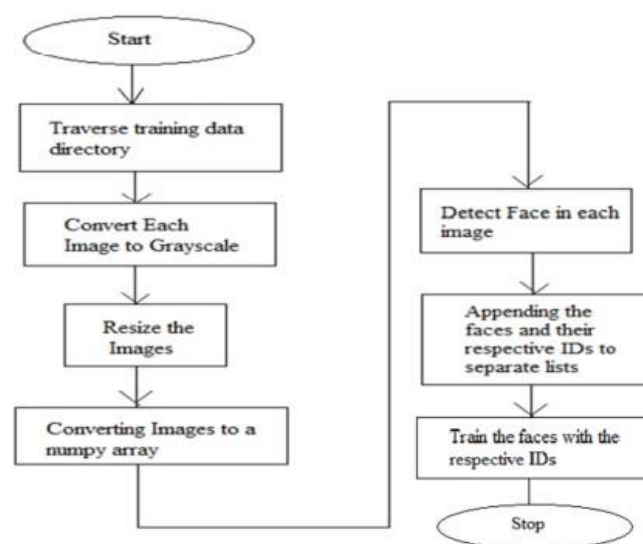 Start
Traverse training data
directory
Convert Each
Image to Grayscale
Resize the
Images
Converting Images to a
numpy array
Detect Face in each
image
Appending the
faces and their
respective IDs to
separate lists
Train the faces with the
respective IDs
Stop